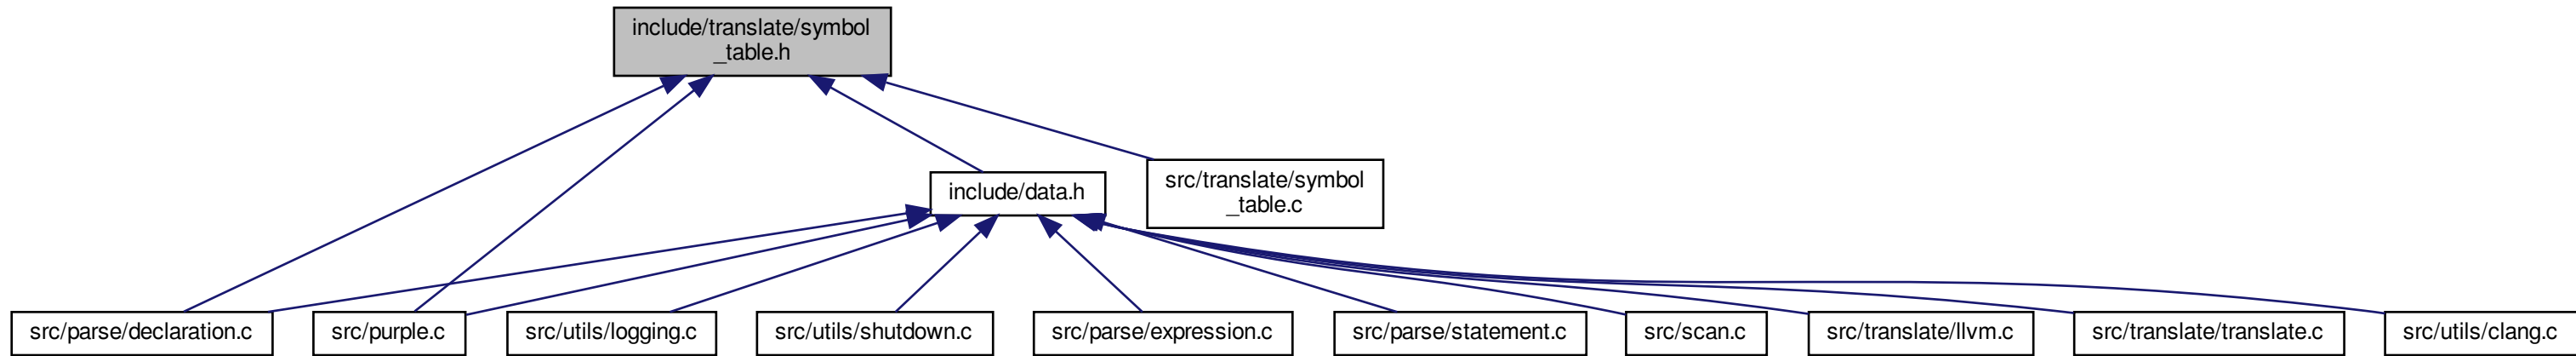 include/translate/symbol
_table.h
include/data.h
src/translate/symbol
_table.c
src/parse/declaration.c
src/purple.c
src/utils/logging.c
src/utils/shutdown.c
src/parse/expression.c
src/parse/statement.c
src/scan.c
src/translate/llvm.c
src/translate/translate.c
src/utils/clang.c